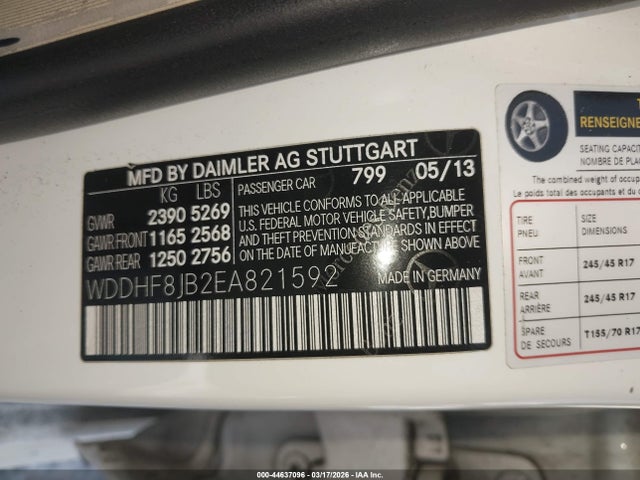 MFD BY DAIMLER AG STUTTGART
KG LBS
GVWR 2390 5269
GAWR FRONT 1165 2568
GAWR REAR 1250 2756
PASSENGER CAR 799 05/13
THIS VEHICLE CONFORMS TO ALL APPLICABLE
U.S. FEDERAL MOTOR VEHICLE SAFETY,BUMPER
AND THEFT PREVENTION STANDARDS IN EFFECT
ON THE DATE OF MANUFACTURE SHOWN ABOVE
WDDHF8JB2EA821592
MADE IN GERMANY
RENSEIGNE
SEATING CAPACI
NOMBRE DE PLAC
The combined weight of occup
Le poids total des occupants et du c
TIRE SIZE
PNEU DIMENSIONS
FRONT
AVANT 245/45 R17
REAR
ARRIÈRE 245/45 R17
SPARE
DE SECOURS T155/70 R17
000-44637096 | 03/17/2026 | IAA Inc.